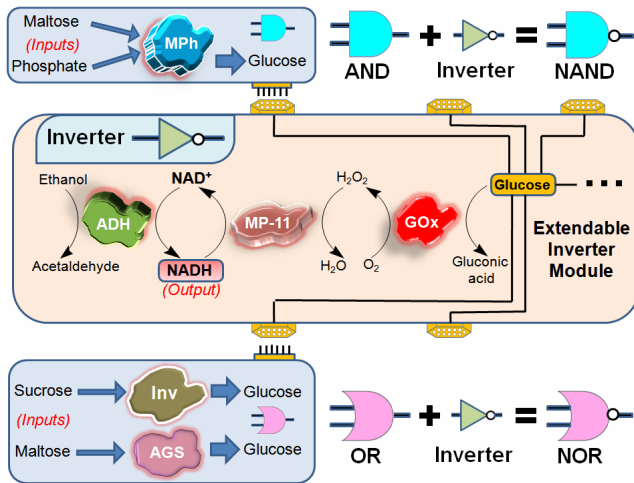 Maltose
(Inputs)
Phosphate
MPh
Glucose
AND
Inverter
NAND
Inverter
Ethanol
ADH
Acetaldehyde
NAD⁺
NADH
(Output)
MP-11
H₂O₂
H₂O
O₂
GOx
Glucose
Gluconic
acid
Extendable
Inverter
Module
Sucrose
(Inputs)
Maltose
Inv
AGS
Glucose
Glucose
OR
Inverter
NOR